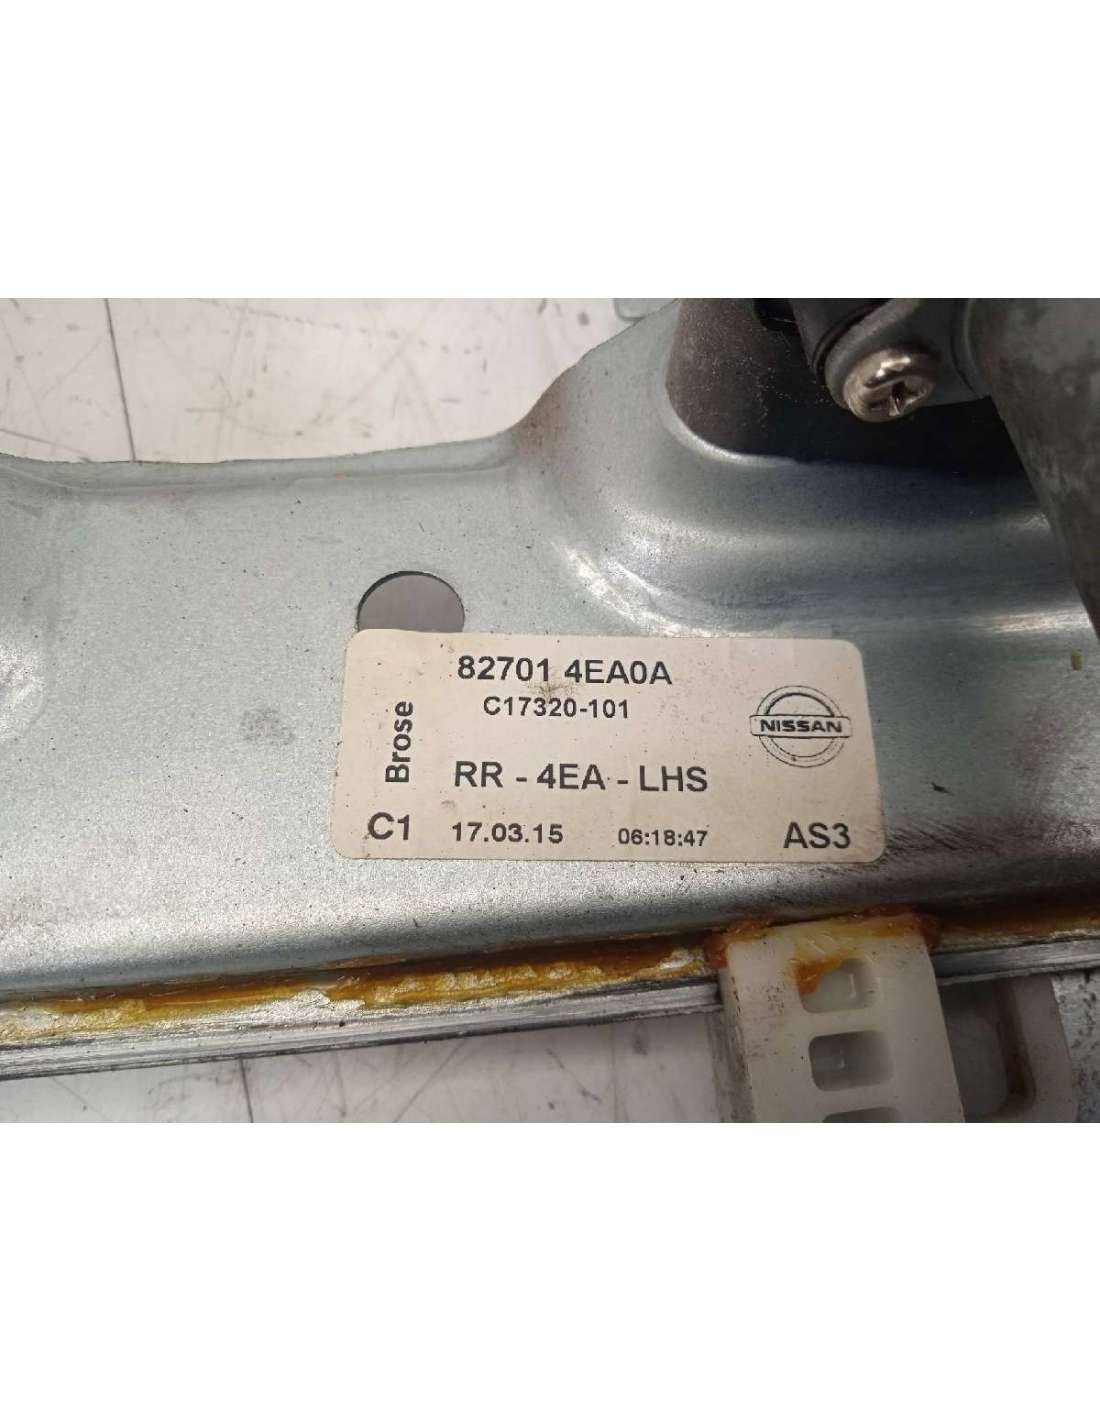 82701 4EA0A
C17320-101
Brose
NISSAN
RR - 4EA - LHS
C1 17.03.15 06:18:47 AS3